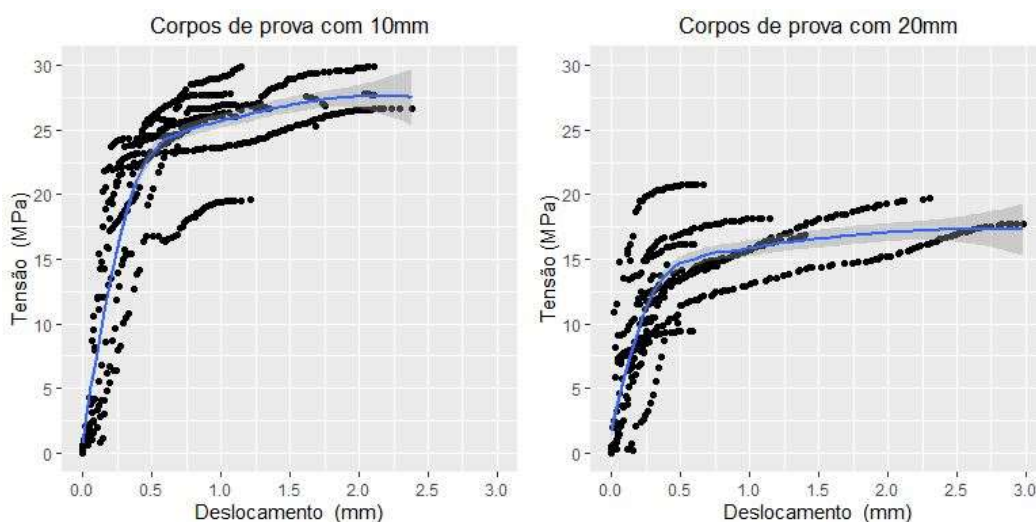 Corpos de prova com 10mm
Tensão (MPa)
30
25
20
15
10
5
0
0.0 0.5 1.0 1.5 2.0 2.5 3.0
Deslocamento (mm)
Corpos de prova com 20mm
Tensão (MPa)
30
25
20
15
10
5
0
0.0 0.5 1.0 1.5 2.0 2.5 3.0
Deslocamento (mm)